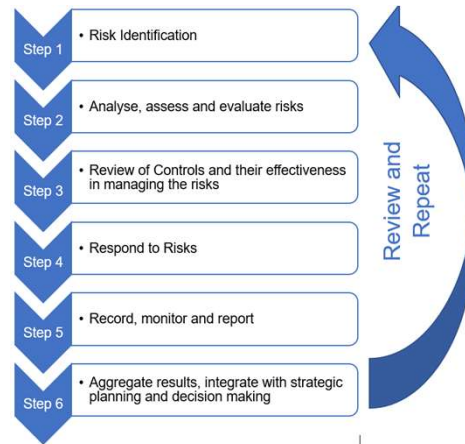 Step 1
• Risk Identification
Step 2
• Analyse, assess and evaluate risks
Step 3
• Review of Controls and their effectiveness
in managing the risks
Step 4
• Respond to Risks
Step 5
• Record, monitor and report
Step 6
• Aggregate results, integrate with strategic
planning and decision making
Review and
Repeat